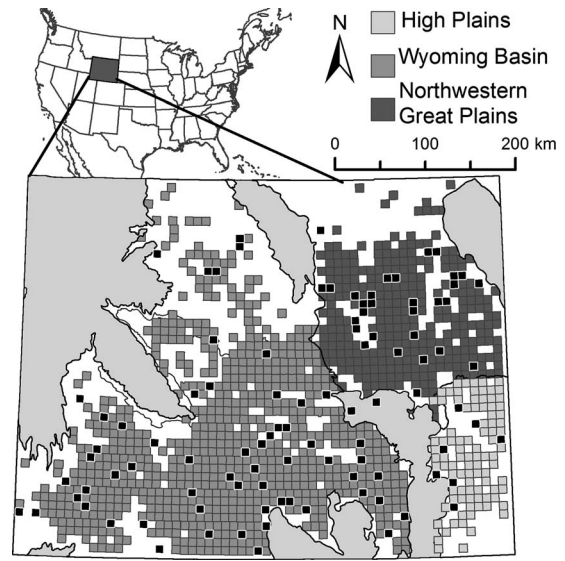 N
High Plains
Wyoming Basin
Northwestern
Great Plains
0 100 200 km